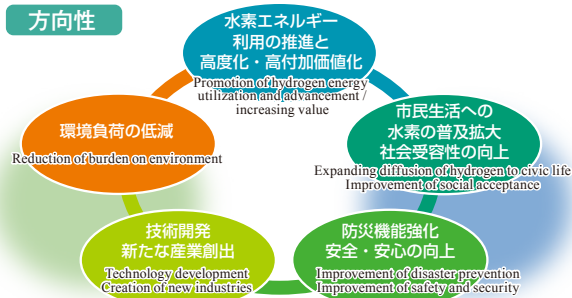 方向性
水素エネルギー
利用の推進と
高度化・高付加価値化
Promotion of hydrogen energy
utilization and advancement /
increasing value
環境負荷の低減
Reduction of burden on environment
市民生活への
水素の普及拡大
社会受容性の向上
Expanding diffusion of hydrogen to civic life
Improvement of social acceptance
技術開発
新たな産業創出
Technology development
Creation of new industries
防災機能強化
安全・安心の向上
Improvement of disaster prevention
Improvement of safety and security